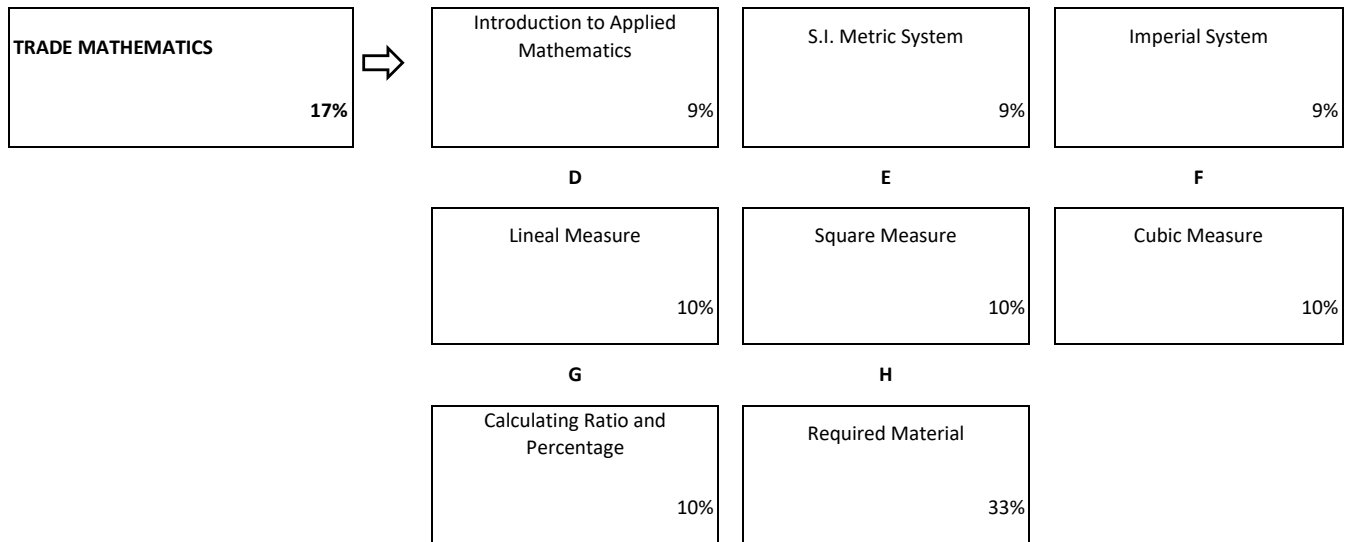 TRADE MATHEMATICS
17%
Introduction to Applied
Mathematics
9%
S.I. Metric System
9%
Imperial System
9%
D
E
F
Lineal Measure
10%
Square Measure
10%
Cubic Measure
10%
G
H
Calculating Ratio and
Percentage
10%
Required Material
33%